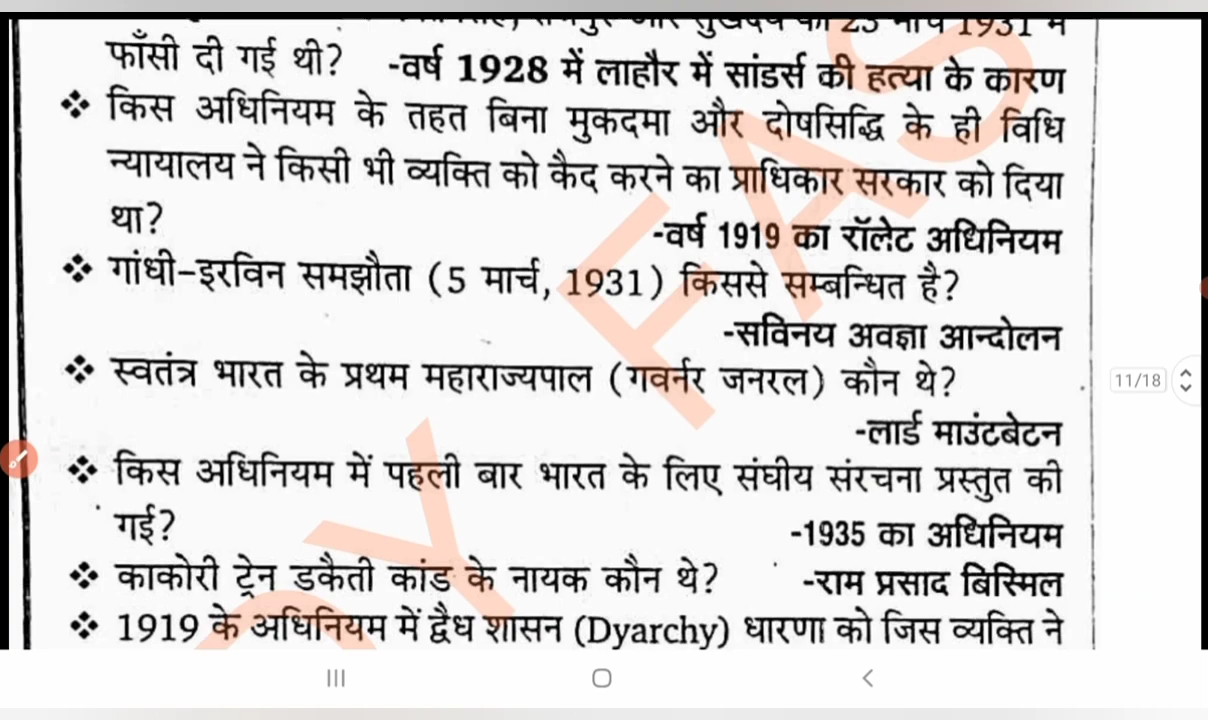 23 मार्च 1931 में
फाँसी दी गई थी? -वर्ष 1928 में लाहौर में सांडर्स की हत्या के कारण
❖ किस अधिनियम के तहत बिना मुकदमा और दोषसिद्धि के ही विधि
न्यायालय ने किसी भी व्यक्ति को कैद करने का प्राधिकार सरकार को दिया
था? -वर्ष 1919 का रॉलेट अधिनियम
❖ गांधी-इरविन समझौता (5 मार्च, 1931) किससे सम्बन्धित है?
-सविनय अवज्ञा आन्दोलन
❖ स्वतंत्र भारत के प्रथम महाराज्यपाल (गवर्नर जनरल) कौन थे?
11/18
-लार्ड माउंटबेटन
❖ किस अधिनियम में पहली बार भारत के लिए संघीय संरचना प्रस्तुत की
गई? -1935 का अधिनियम
❖ काकोरी ट्रेन डकैती कांड के नायक कौन थे? -राम प्रसाद बिस्मिल
❖ 1919 के अधिनियम में द्वैध शासन (Dyarchy) धारणा को जिस व्यक्ति ने